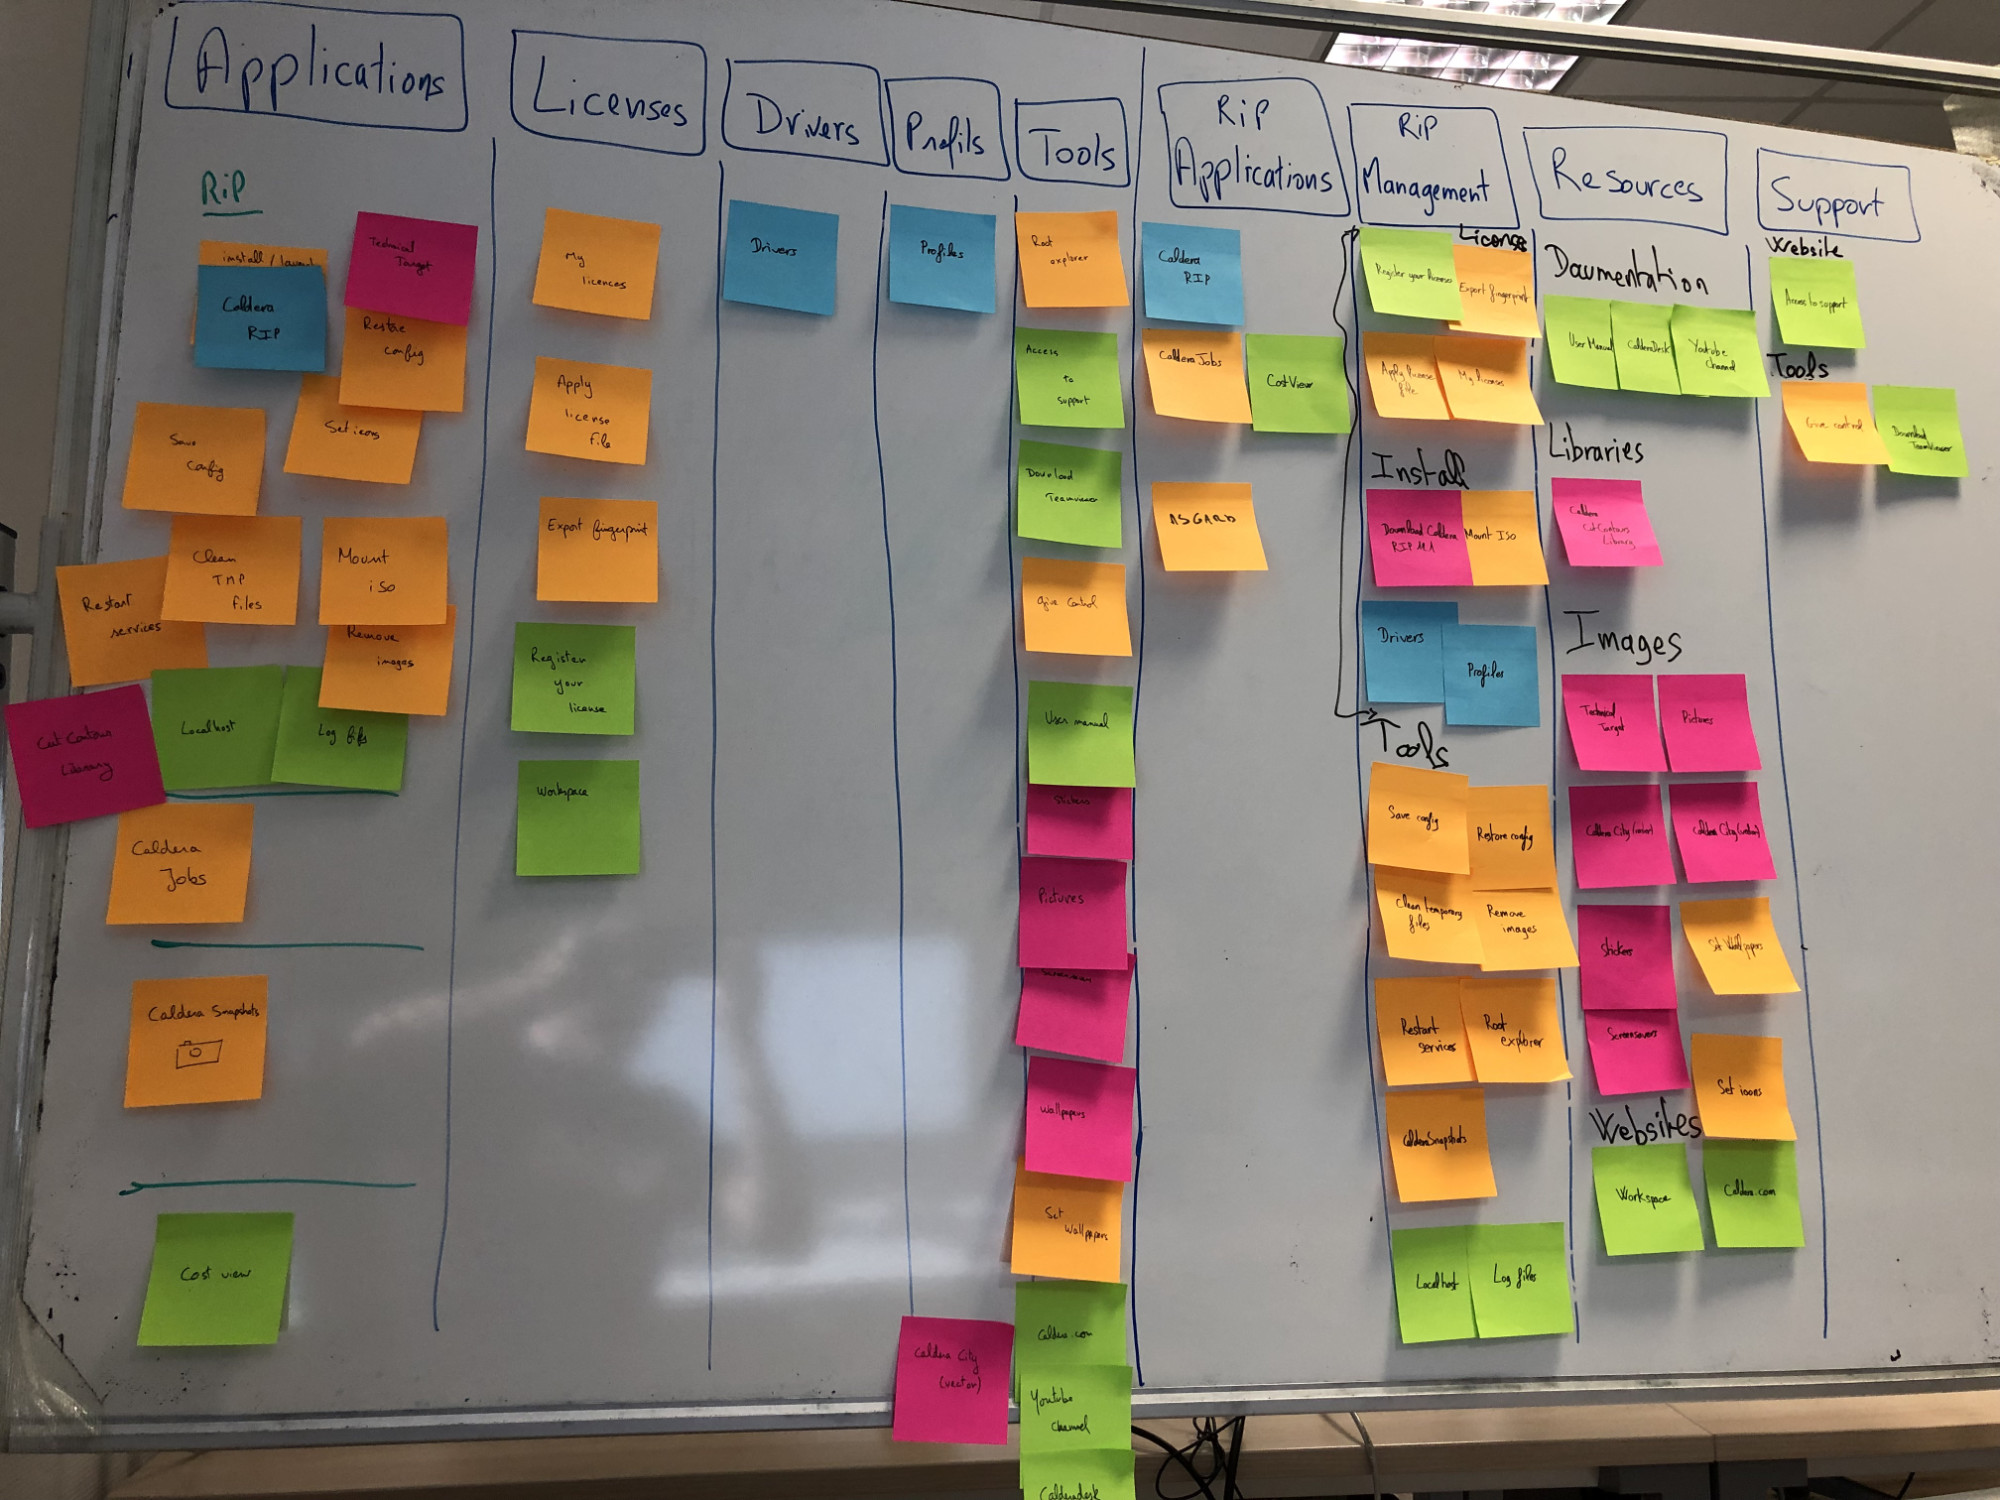 Applications
Licenses
Drivers
Profils
Tools
RiP
Applications
RiP
Management
Resources
Support
RiP
install / launch
Caldera
RIP
Technical
Target
Restore
config
Set icons
Save
config
Clean
TMP
files
Mount
iso
Restart
services
Remove
images
Cut Contour
Library
Localhost
Log files
Caldera
Jobs
Caldera Snapshots
Cost view
My
licences
Apply
license
file
Export fingerprint
Register
your
license
Workspace
Drivers
Profiles
Caldera City
(vector)
Root
explorer
Access
to
support
Download
Teamviewer
Give Control
User manual
Stickers
Pictures
Wallpapers
Set
Wallpapers
Caldera.com
Youtube
Channel
Calderadesk
Caldera
RIP
CalderaJobs
CostView
ASGARD
License
Register your license
Export fingerprint
Apply license
file
My licenses
Install
Download Caldera
Mount ISO
Drivers
Profiles
Tools
Save config
Restore config
Clean temporary
files
Remove
images
Restart
services
Root
explorer
CalderaSnapshots
Localhost
Log files
Documentation
User Manual
CalderaDesk
Youtube
Channel
Libraries
Caldera
CutContour
Library
Images
Technical
Target
Pictures
Caldera City (vector)
Caldera City (vector)
Stickers
Set Wallpapers
Screensavers
Set icons
Websites
Workspace
Caldera.com
Website
Access to support
Tools
Give control
Download
TeamViewer